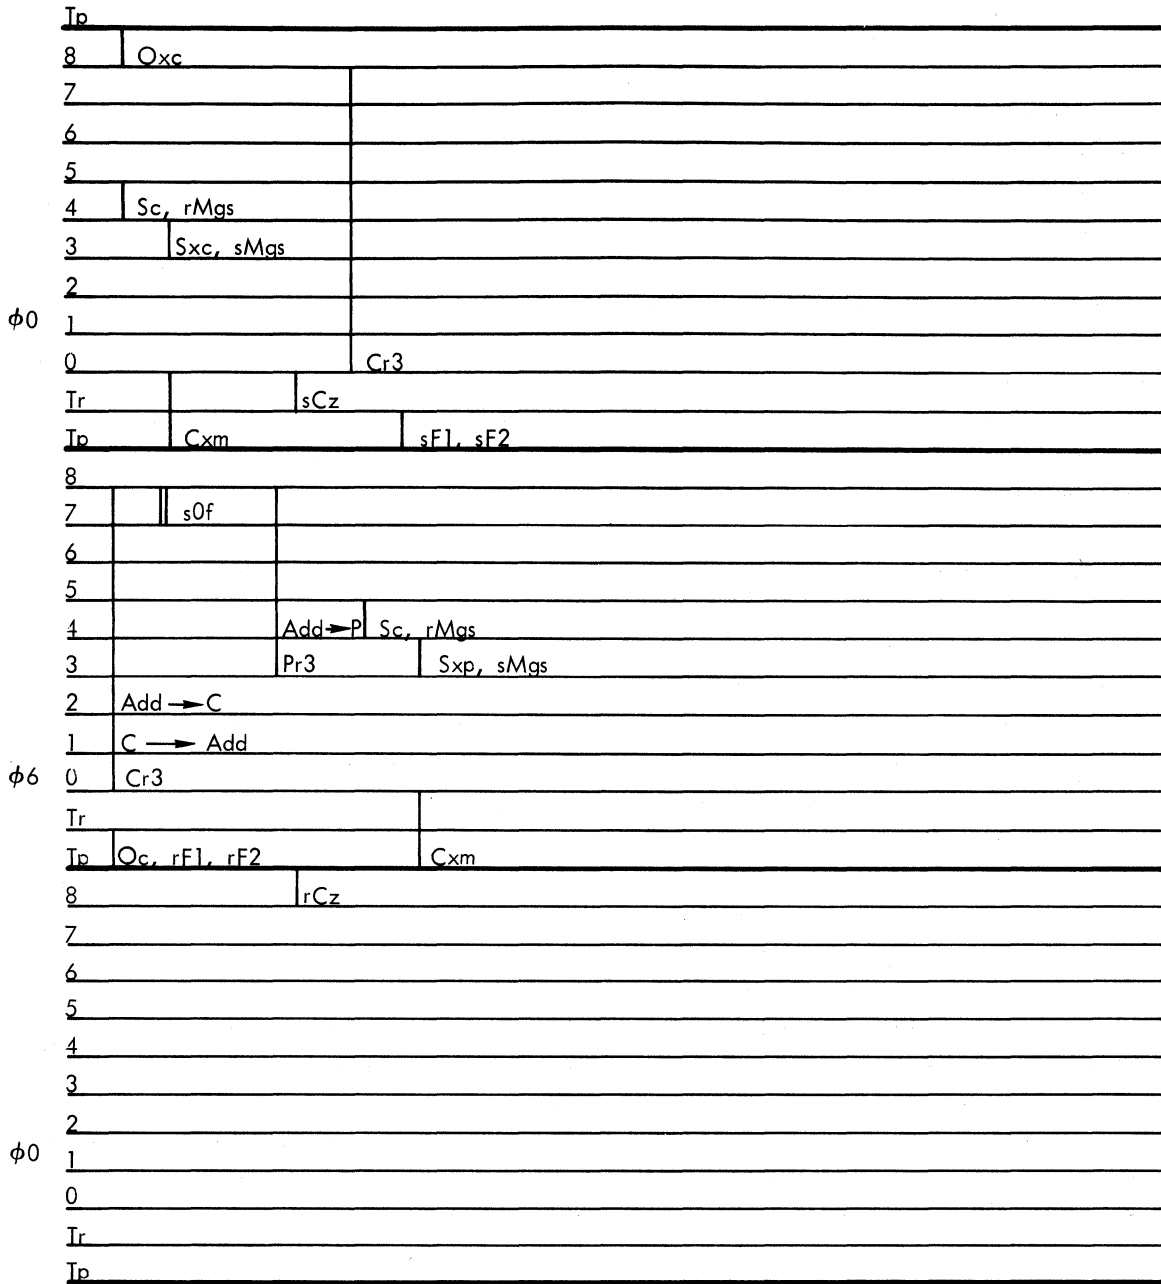 Tp
8 Oxc
7
6
5
4 Sc, rMgs
3 Sxc, sMgs
2
ϕ0 1
0 Cr3
Tr sCz
Tp Cxm sF1, sF2
8
7 s0f
6
5
4 Add→P Sc, rMgs
3 Pr3 Sxp, sMgs
2 Add → C
1 C → Add
ϕ6 0 Cr3
Tr
Tp Oc, rF1, rF2 Cxm
8 rCz
7
6
5
4
3
2
ϕ0 1
0
Tr
Tp